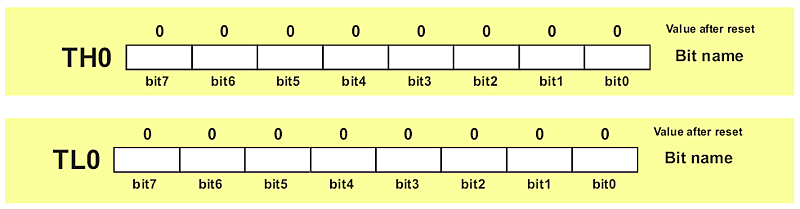 0 0 0 0 0 0 0 0 Value after reset
TH0 Bit name
bit7 bit6 bit5 bit4 bit3 bit2 bit1 bit0
0 0 0 0 0 0 0 0 Value after reset
TL0 Bit name
bit7 bit6 bit5 bit4 bit3 bit2 bit1 bit0